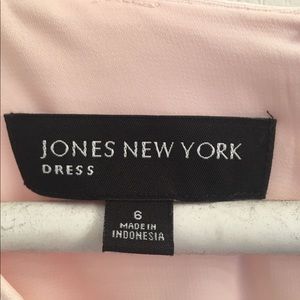 JONES NEW YORK
DRESS
6
MADE IN
INDONESIA